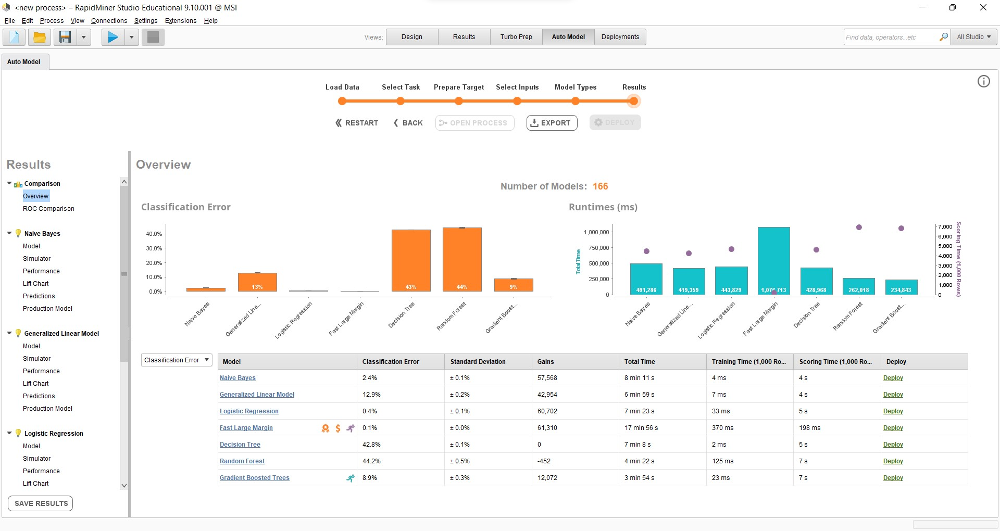 <new process> – RapidMiner Studio Educational 9.10.001 @ MSI
File Edit Process View Connections Settings Extensions Help
Views: Design Results Turbo Prep Auto Model Deployments
Find data, operators...etc
All Studio
Auto Model
Load Data Select Task Prepare Target Select Inputs Model Types Results
RESTART BACK OPEN PROCESS EXPORT DEPLOY
Results
Comparison
Overview
ROC Comparison
Naive Bayes
Model
Simulator
Performance
Lift Chart
Predictions
Production Model
Generalized Linear Model
Model
Simulator
Performance
Lift Chart
Predictions
Production Model
Logistic Regression
Model
Simulator
Performance
Lift Chart
SAVE RESULTS
Overview
Number of Models: 166
Classification Error
40.0%
30.0%
20.0%
10.0%
0.0%
13% 43% 44% 9%
Naive Bayes Generalized Line... Logistic Regression Fast Large Margin Decision Tree Random Forest Gradient Boost...
Runtimes (ms)
Total Time
1,000,000
750,000
500,000
250,000
0
491,286 419,359 443,829 1,076,713 428,968 262,018 234,843
7,000
6,000
5,000
4,000
3,000
2,000
1,000
0
Scoring Time (1,000 Rows)
Naive Bayes Generalized Line... Logistic Regression Fast Large Margin Decision Tree Random Forest Gradient Boost...
Classification Error
Model Classification Error Standard Deviation Gains Total Time Training Time (1,000 Ro... Scoring Time (1,000 Ro... Deploy
Naive Bayes 2.4% ± 0.1% 57,568 8 min 11 s 4 ms 4 s Deploy
Generalized Linear Model 12.9% ± 0.2% 42,954 6 min 59 s 7 ms 4 s Deploy
Logistic Regression 0.4% ± 0.1% 60,702 7 min 23 s 33 ms 5 s Deploy
Fast Large Margin $ 0.1% ± 0.0% 61,310 17 min 56 s 370 ms 198 ms Deploy
Decision Tree 42.8% ± 0.1% 0 7 min 8 s 2 ms 5 s Deploy
Random Forest 44.2% ± 0.5% -452 4 min 22 s 125 ms 7 s Deploy
Gradient Boosted Trees 8.9% ± 0.3% 12,072 3 min 54 s 23 ms 7 s Deploy